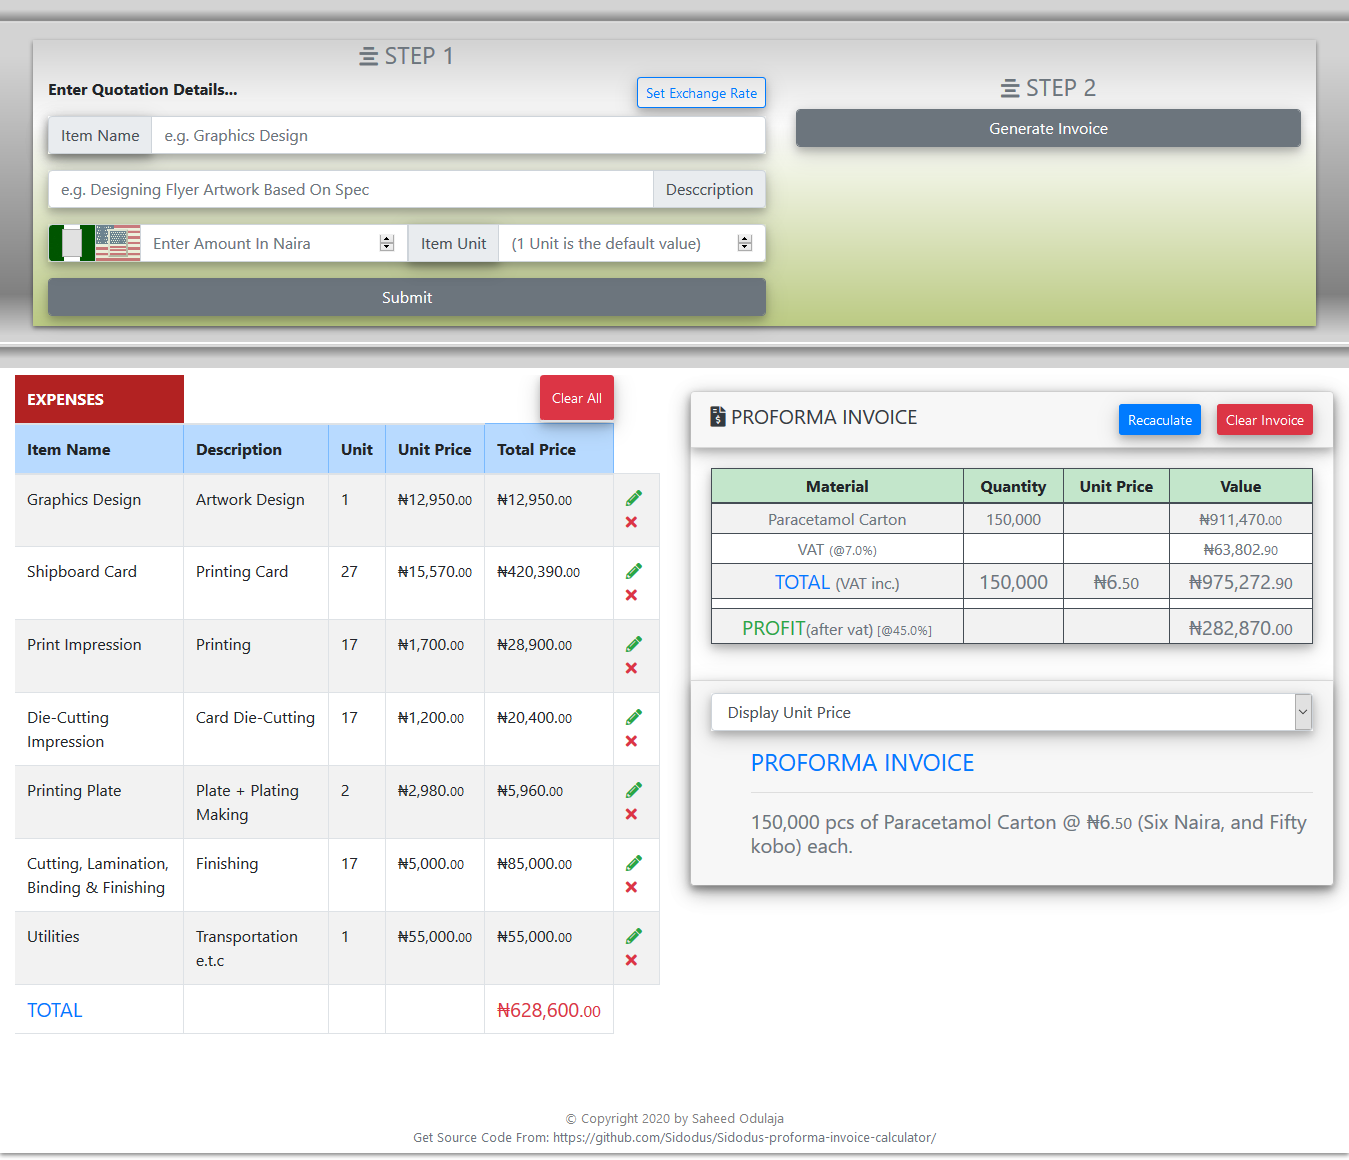 STEP 1
Enter Quotation Details...
Set Exchange Rate
Item Name
e.g. Graphics Design
e.g. Designing Flyer Artwork Based On Spec
Desccription
Enter Amount In Naira
Item Unit
(1 Unit is the default value)
Submit
STEP 2
Generate Invoice
EXPENSES
Clear All
Item Name Description Unit Unit Price Total Price
Graphics Design Artwork Design 1 ₦12,950.00 ₦12,950.00
Shipboard Card Printing Card 27 ₦15,570.00 ₦420,390.00
Print Impression Printing 17 ₦1,700.00 ₦28,900.00
Die-Cutting Card Die-Cutting 17 ₦1,200.00 ₦20,400.00
Impression
Printing Plate Plate + Plating 2 ₦2,980.00 ₦5,960.00
Making
Cutting, Lamination, Finishing 17 ₦5,000.00 ₦85,000.00
Binding & Finishing
Utilities Transportation 1 ₦55,000.00 ₦55,000.00
e.t.c
TOTAL ₦628,600.00
PROFORMA INVOICE
Recaculate
Clear Invoice
Material Quantity Unit Price Value
Paracetamol Carton 150,000 ₦911,470.00
VAT (@7.0%) ₦63,802.90
TOTAL (VAT inc.) 150,000 ₦6.50 ₦975,272.90
PROFIT(after vat) [@45.0%] ₦282,870.00
Display Unit Price
PROFORMA INVOICE
150,000 pcs of Paracetamol Carton @ ₦6.50 (Six Naira, and Fifty
kobo) each.
© Copyright 2020 by Saheed Odulaja
Get Source Code From: https://github.com/Sidodus/Sidodus-proforma-invoice-calculator/